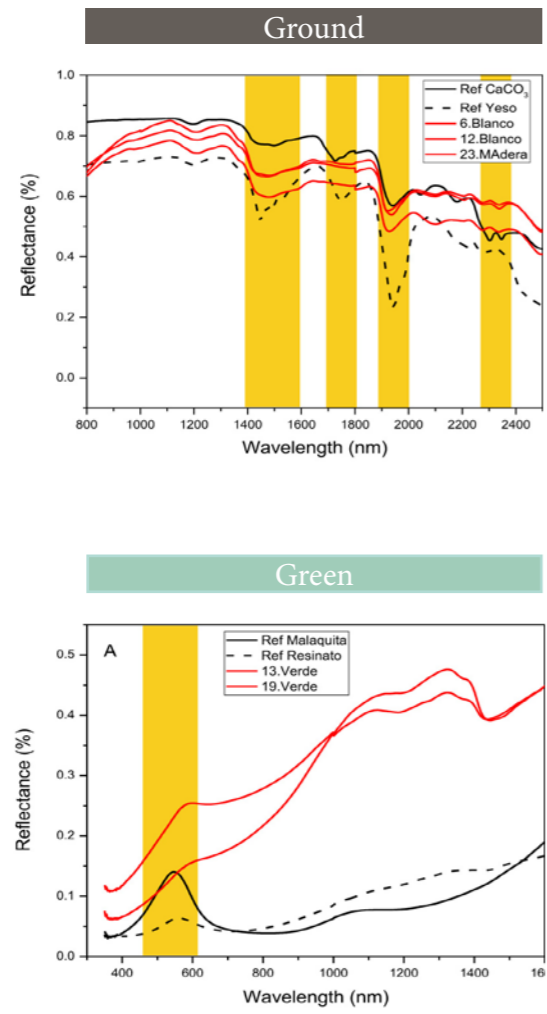 Ground
1.0
0.8
0.6
0.4
0.2
0.0
Reflectance (%)
Ref CaCO₃
Ref Yeso
6.Blanco
12.Blanco
23.MAdera
800 1000 1200 1400 1600 1800 2000 2200 2400
Wavelength (nm)
Green
A
0.5
0.4
0.3
0.2
0.1
0.0
Reflectance (%)
Ref Malaquita
Ref Resinato
13.Verde
19.Verde
400 600 800 1000 1200 1400 160
Wavelength (nm)